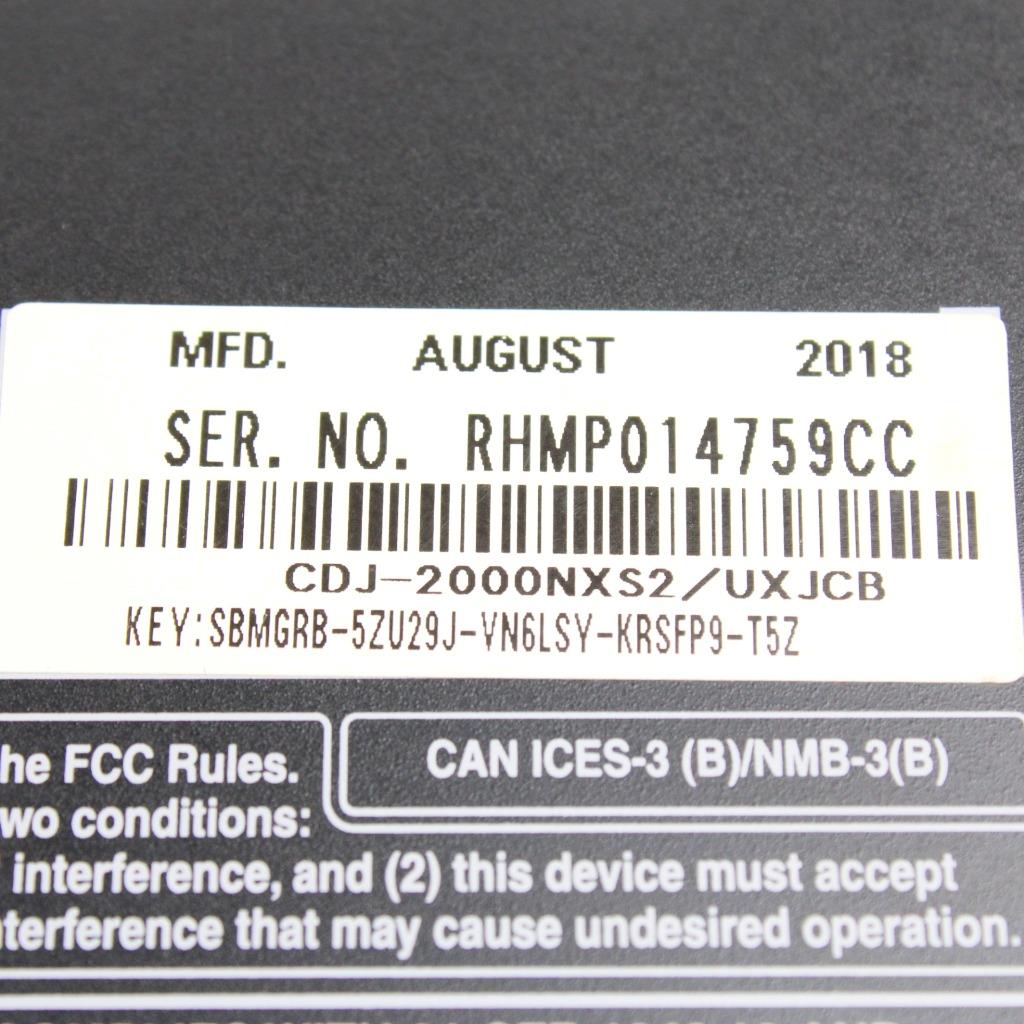 MFD. AUGUST 2018
SER. NO. RHMP014759CC
CDJ-2000NXS2/UXJCB
KEY:SBMGRB-5ZU29J-VN6LSY-KRSFP9-T5Z
he FCC Rules.
CAN ICES-3 (B)/NMB-3(B)
wo conditions:
interference, and (2) this device must accept
nterference that may cause undesired operation.